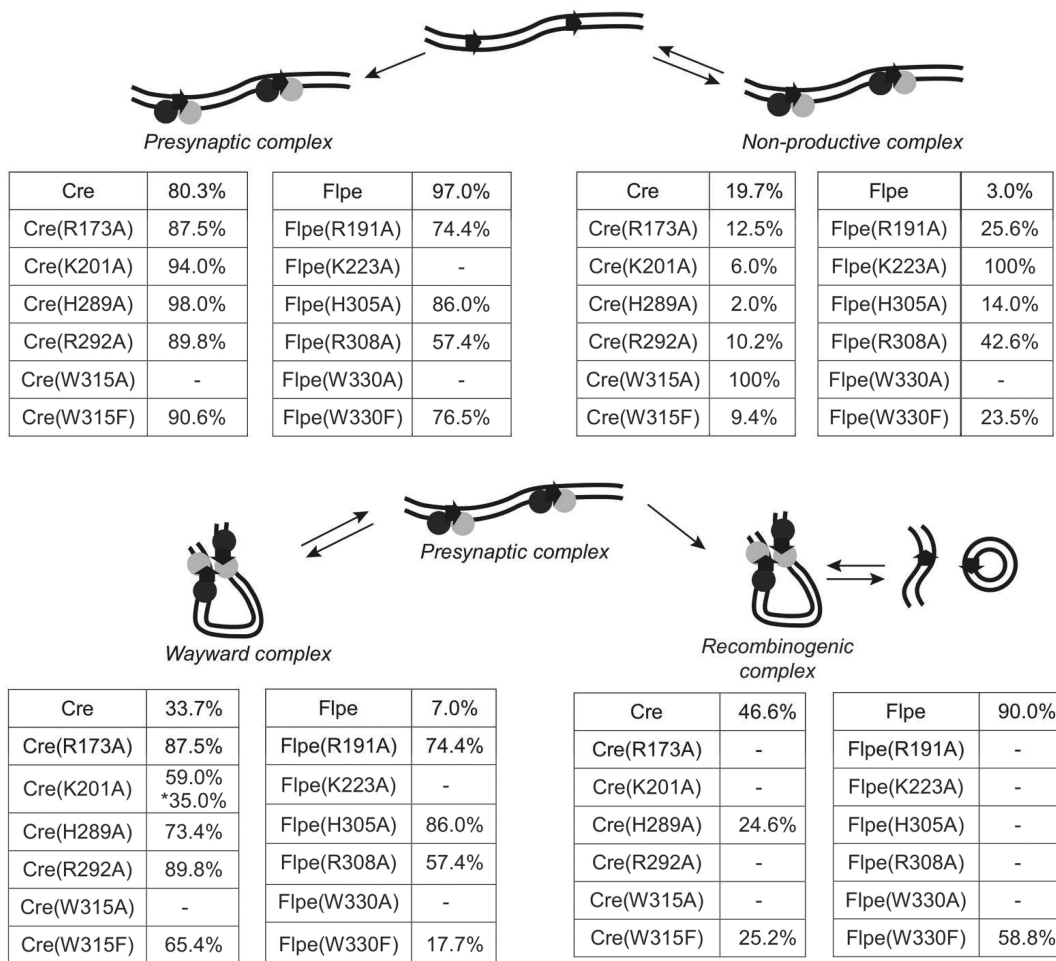 Presynaptic complex
Non-productive complex
Cre 80.3%
Cre(R173A) 87.5%
Cre(K201A) 94.0%
Cre(H289A) 98.0%
Cre(R292A) 89.8%
Cre(W315A) -
Cre(W315F) 90.6%
Flpe 97.0%
Flpe(R191A) 74.4%
Flpe(K223A) -
Flpe(H305A) 86.0%
Flpe(R308A) 57.4%
Flpe(W330A) -
Flpe(W330F) 76.5%
Cre 19.7%
Cre(R173A) 12.5%
Cre(K201A) 6.0%
Cre(H289A) 2.0%
Cre(R292A) 10.2%
Cre(W315A) 100%
Cre(W315F) 9.4%
Flpe 3.0%
Flpe(R191A) 25.6%
Flpe(K223A) 100%
Flpe(H305A) 14.0%
Flpe(R308A) 42.6%
Flpe(W330A) -
Flpe(W330F) 23.5%
Presynaptic complex
Wayward complex
Recombinogenic
complex
Cre 33.7%
Cre(R173A) 87.5%
Cre(K201A) 59.0%
*35.0%
Cre(H289A) 73.4%
Cre(R292A) 89.8%
Cre(W315A) -
Cre(W315F) 65.4%
Flpe 7.0%
Flpe(R191A) 74.4%
Flpe(K223A) -
Flpe(H305A) 86.0%
Flpe(R308A) 57.4%
Flpe(W330A) -
Flpe(W330F) 17.7%
Cre 46.6%
Cre(R173A) -
Cre(K201A) -
Cre(H289A) 24.6%
Cre(R292A) -
Cre(W315A) -
Cre(W315F) 25.2%
Flpe 90.0%
Flpe(R191A) -
Flpe(K223A) -
Flpe(H305A) -
Flpe(R308A) -
Flpe(W330A) -
Flpe(W330F) 58.8%